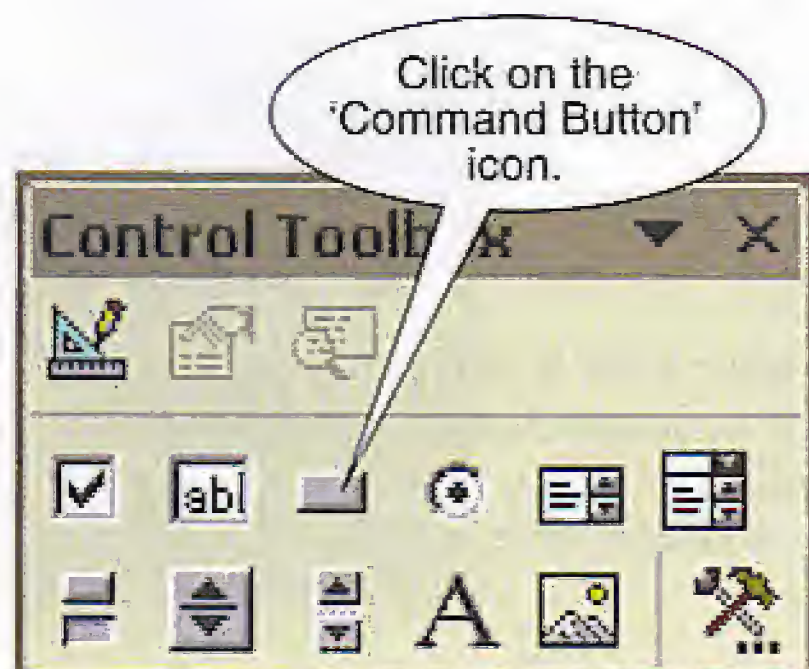 Click on the
'Command Button'
icon.
Control Toolbox
abl
A